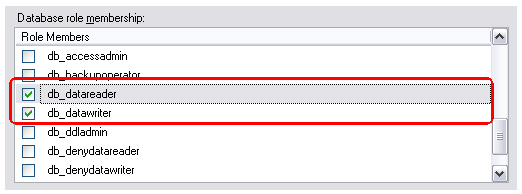 Database role membership:
Role Members
db_accessadmin
db_backupoperator
db_datareader
db_datawriter
db_ddladmin
db_denydatareader
db_denydatawriter